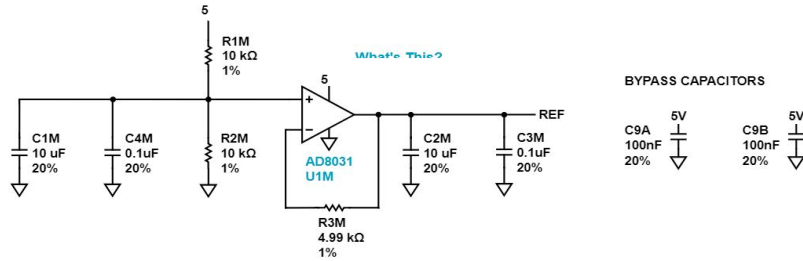 5
R1M
10 kΩ
1%
What's This?
5
BYPASS CAPACITORS
+
−
REF
5V
5V
C1M
10 uF
20%
C4M
0.1uF
20%
R2M
10 kΩ
1%
AD8031
U1M
C2M
10 uF
20%
C3M
0.1uF
20%
C9A
100nF
20%
C9B
100nF
20%
R3M
4.99 kΩ
1%